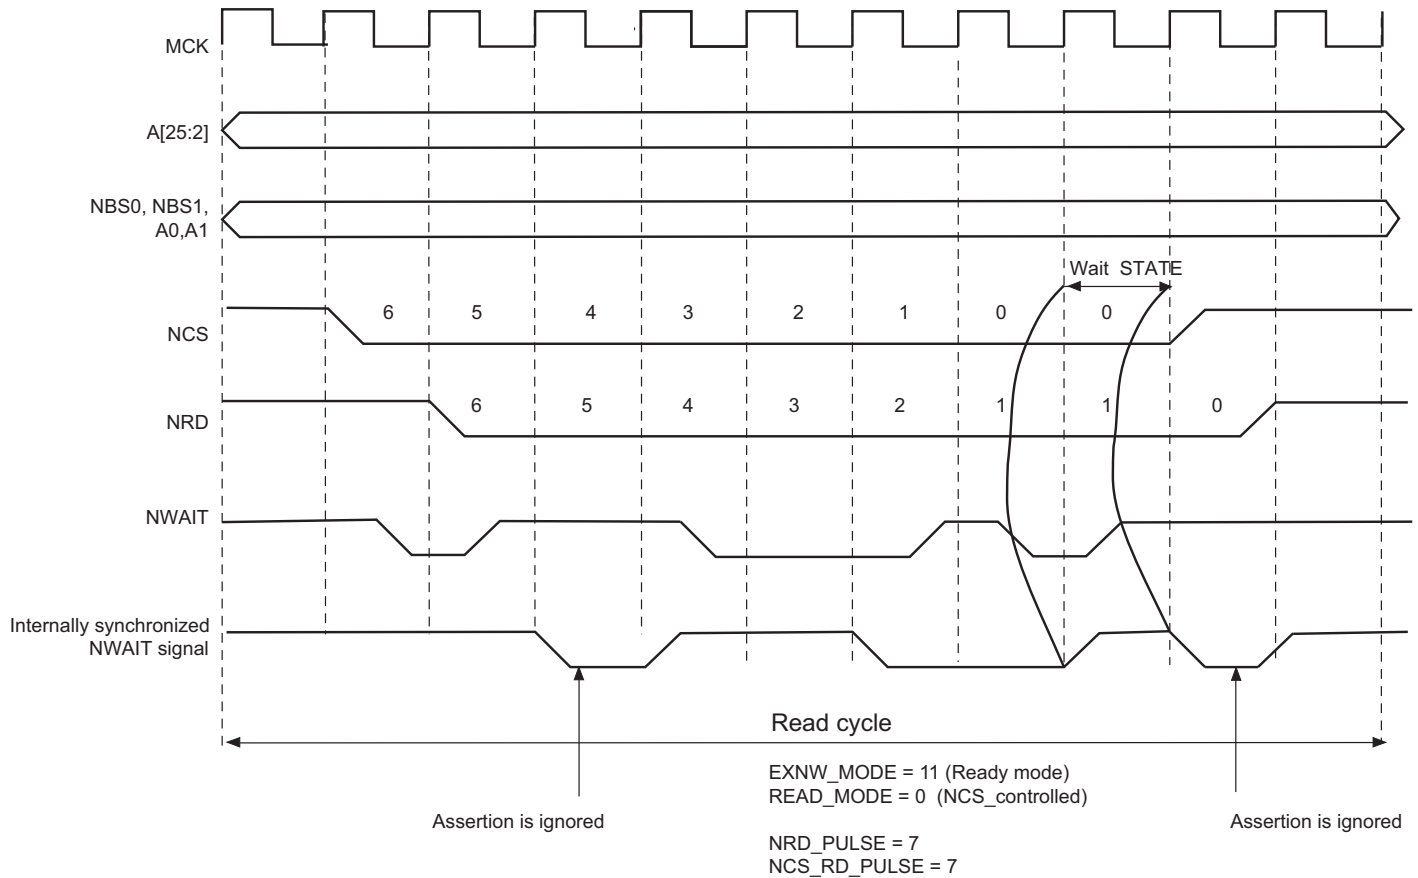 MCK
A[25:2]
NBS0, NBS1,
A0,A1
Wait STATE
NCS
6 5 4 3 2 1 0 0
NRD
6 5 4 3 2 1 1 0
NWAIT
Internally synchronized
NWAIT signal
Read cycle
EXNW_MODE = 11 (Ready mode)
READ_MODE = 0 (NCS_controlled)
Assertion is ignored
Assertion is ignored
NRD_PULSE = 7
NCS_RD_PULSE = 7